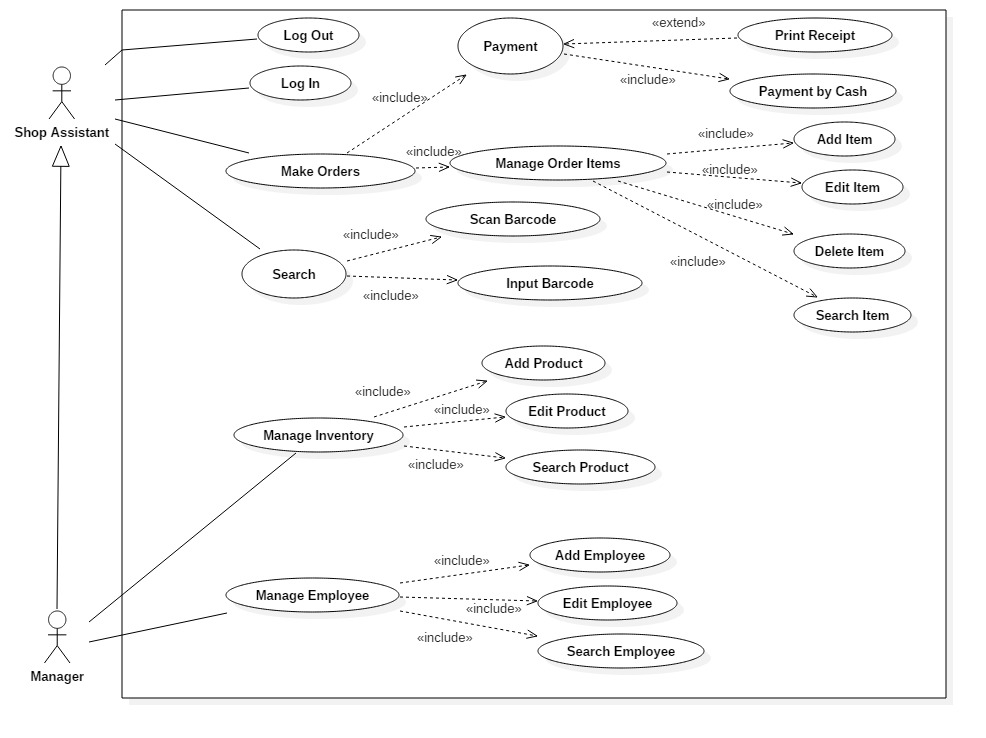 Log Out
«extend»
Print Receipt
Payment
Log In
«include»
Payment by Cash
«include»
Shop Assistant
«include»
Add Item
Make Orders
«include»
Manage Order Items
«include»
Edit Item
«include»
Scan Barcode
«include»
Delete Item
Search
«include»
Input Barcode
«include»
Search Item
Add Product
«include»
«include»
Edit Product
Manage Inventory
«include»
Search Product
«include»
Add Employee
Manage Employee
«include»
Edit Employee
«include»
Search Employee
Manager